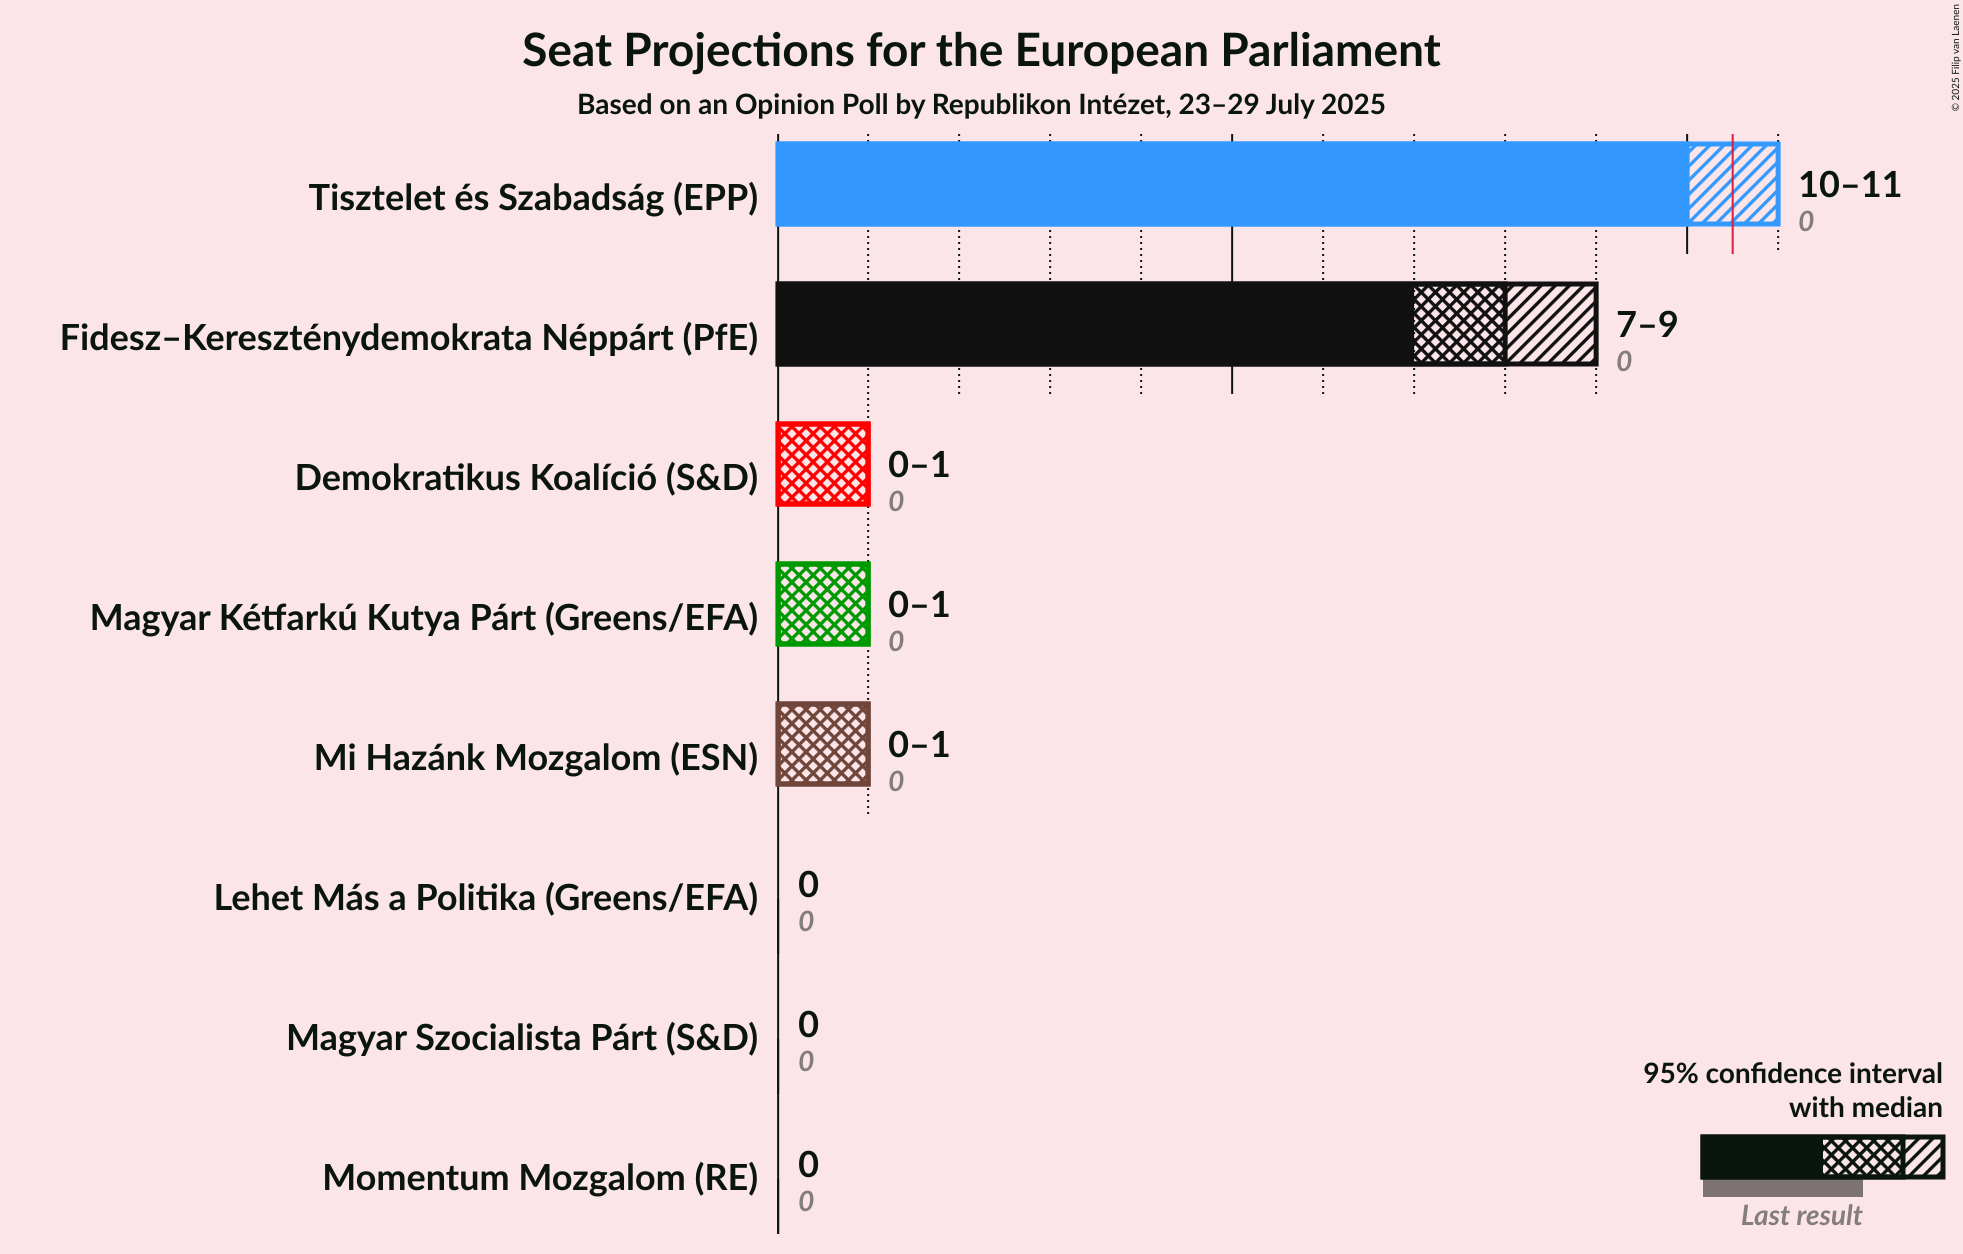 Seat Projections for the European Parliament
Based on an Opinion Poll by Republikon Intézet, 23–29 July 2025
© 2025 Filip van Laenen
Tisztelet és Szabadság (EPP)
10–11
0
Fidesz–Kereszténydemokrata Néppárt (PfE)
7–9
0
Demokratikus Koalíció (S&D)
0–1
0
Magyar Kétfarkú Kutya Párt (Greens/EFA)
0–1
0
Mi Hazánk Mozgalom (ESN)
0–1
0
Lehet Más a Politika (Greens/EFA)
0
0
Magyar Szocialista Párt (S&D)
0
0
Momentum Mozgalom (RE)
0
0
95% confidence interval
with median
Last result